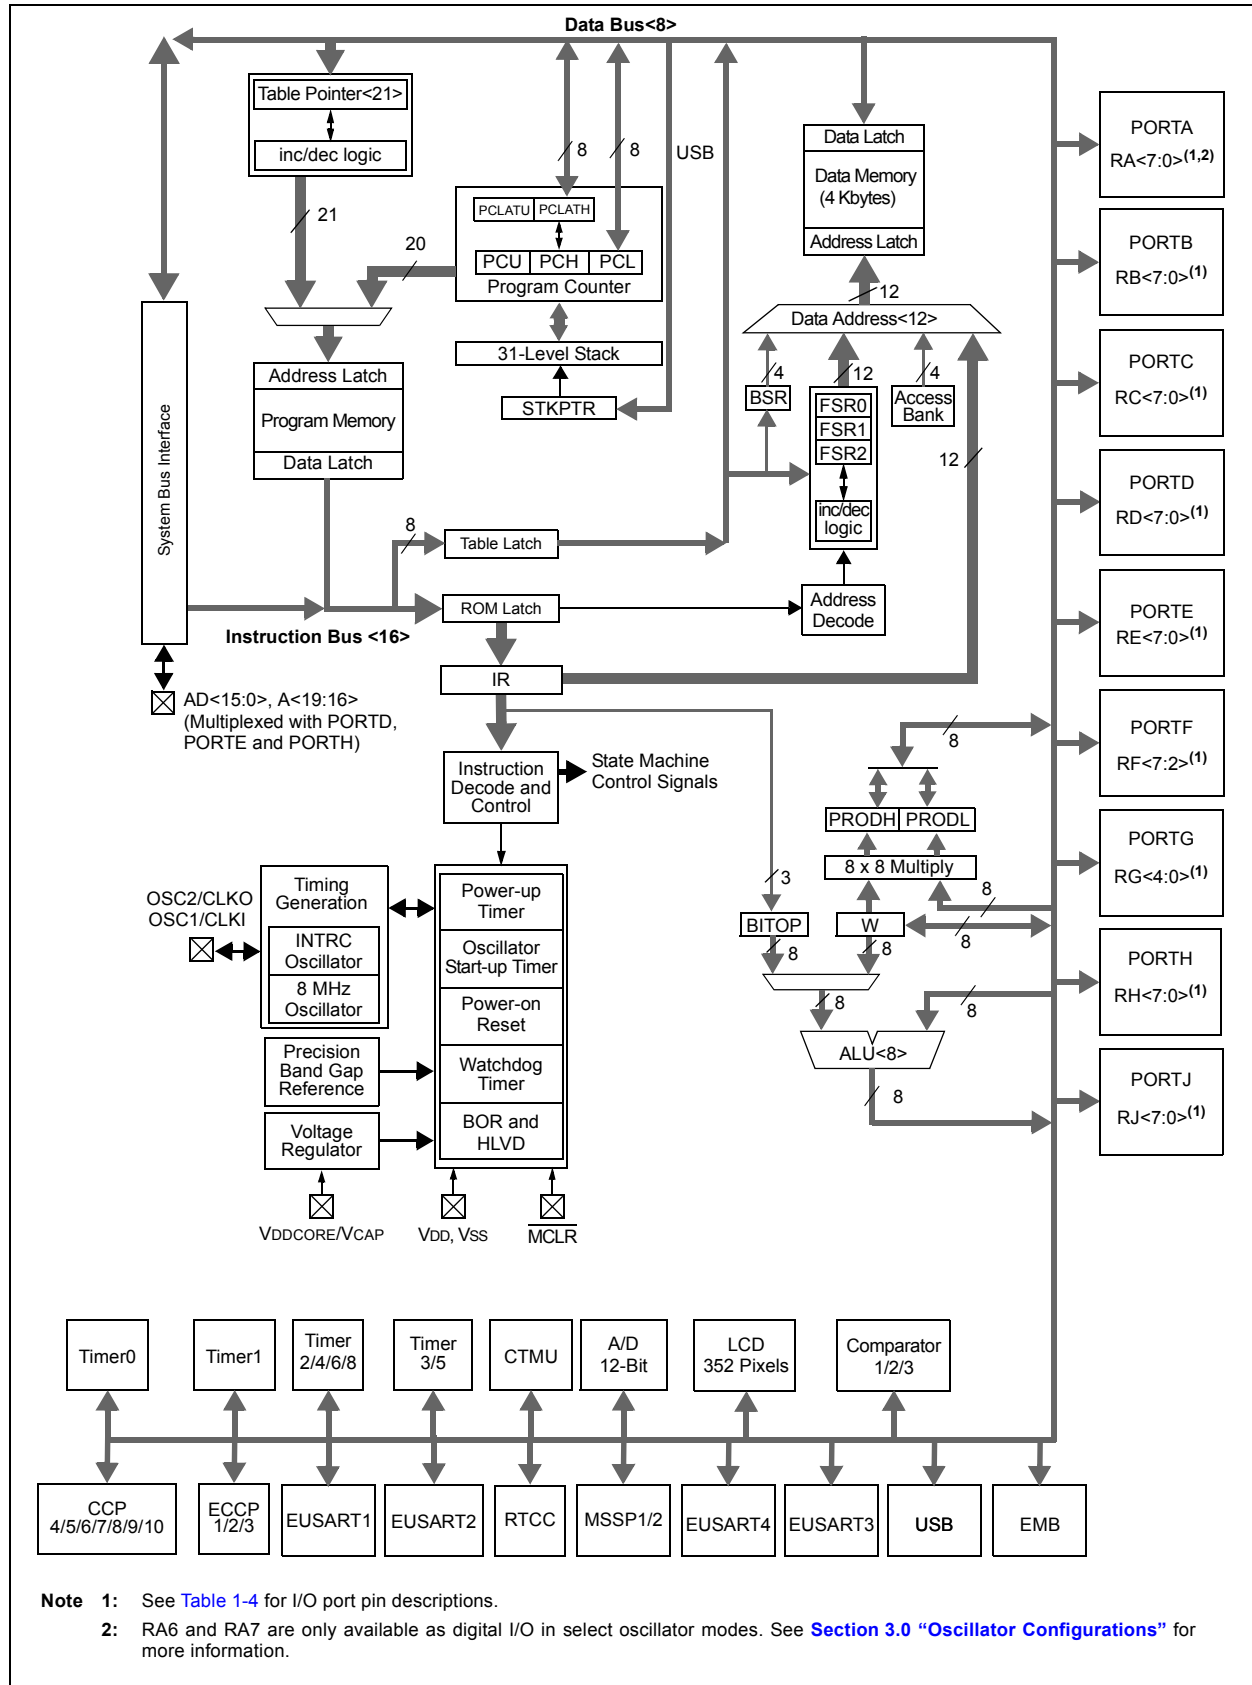 Data Bus<8>
Table Pointer<21>
inc/dec logic
21
20
8
8
USB
PCLATU
PCLATH
PCU
PCH
PCL
Program Counter
31-Level Stack
STKPTR
Address Latch
Program Memory
Data Latch
System Bus Interface
8
Table Latch
ROM Latch
Instruction Bus <16>
IR
AD<15:0>, A<19:16>
(Multiplexed with PORTD,
PORTE and PORTH)
Data Latch
Data Memory
(4 Kbytes)
Address Latch
12
Data Address<12>
4
12
4
BSR
FSR0
FSR1
FSR2
inc/dec
logic
Access
Bank
12
Address
Decode
Instruction
Decode and
Control
State Machine
Control Signals
8
PRODH
PRODL
8 x 8 Multiply
3
8
BITOP
W
8
8
8
8
8
ALU<8>
8
OSC2/CLKO
OSC1/CLKI
Timing
Generation
INTRC
Oscillator
8 MHz
Oscillator
Precision
Band Gap
Reference
Voltage
Regulator
Power-up
Timer
Oscillator
Start-up Timer
Power-on
Reset
Watchdog
Timer
BOR and
HLVD
VDDCORE/VCAP
VDD, VSS
MCLR
PORTA
RA<7:0>(1,2)
PORTB
RB<7:0>(1)
PORTC
RC<7:0>(1)
PORTD
RD<7:0>(1)
PORTE
RE<7:0>(1)
PORTF
RF<7:2>(1)
PORTG
RG<4:0>(1)
PORTH
RH<7:0>(1)
PORTJ
RJ<7:0>(1)
Timer0
Timer1
Timer
2/4/6/8
Timer
3/5
CTMU
A/D
12-Bit
LCD
352 Pixels
Comparator
1/2/3
CCP
4/5/6/7/8/9/10
ECCP
1/2/3
EUSART1
EUSART2
RTCC
MSSP1/2
EUSART4
EUSART3
USB
EMB
Note 1: See Table 1-4 for I/O port pin descriptions.
2: RA6 and RA7 are only available as digital I/O in select oscillator modes. See Section 3.0 “Oscillator Configurations” for
more information.